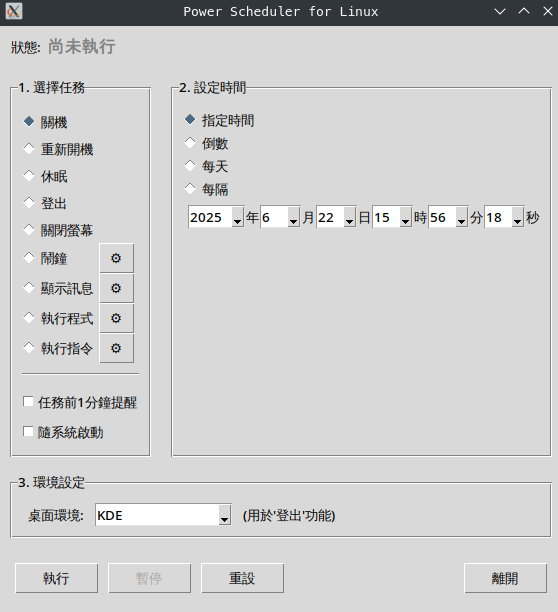 Power Scheduler for Linux
狀態: 尚未執行
1. 選擇任務
關機
重新開機
休眠
登出
關閉螢幕
鬧鐘
顯示訊息
執行程式
執行指令
任務前1分鐘提醒
隨系統啟動
2. 設定時間
指定時間
倒數
每天
每隔
2025 年 6 月 22 日 15 時 56 分 18 秒
3. 環境設定
桌面環境: KDE (用於'登出'功能)
執行 暫停 重設 離開